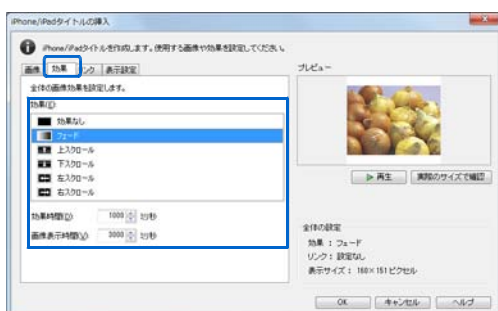 iPhone/iPadタイトルの挿入
iPhone/iPadタイトルを作成します。使用する画像や効果を設定してください。
画像 効果 リンク 表示設定
全体の画像効果を設定します。
効果(E):
効果なし
フェード
上スクロール
下スクロール
左スクロール
右スクロール
効果時間(D): 1000 ミリ秒
画像表示時間(V): 3000 ミリ秒
プレビュー
再生 実際のサイズで確認
全体の設定
効果 : フェード
リンク : 設定なし
表示サイズ : 160×151 ピクセル
OK キャンセル ヘルプ